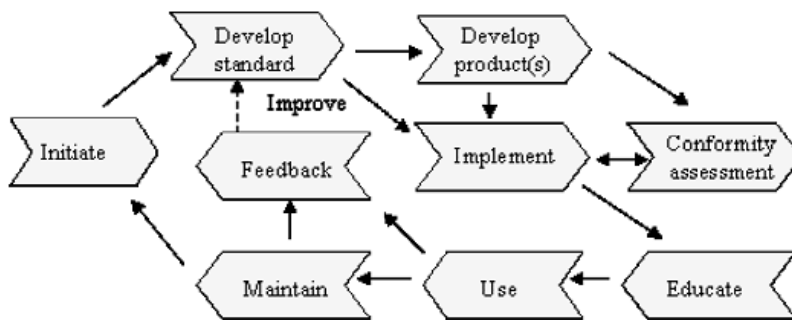 Develop
standard
Develop
product(s)
Improve
Initiate
Feedback
Implement
Conformity
assessment
Maintain
Use
Educate